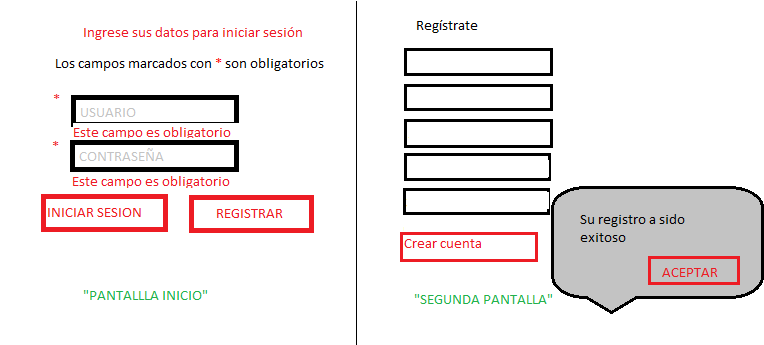 Ingrese sus datos para iniciar sesión
Los campos marcados con * son obligatorios
*
USUARIO
Este campo es obligatorio
*
CONTRASEÑA
Este campo es obligatorio
INICIAR SESION
REGISTRAR
"PANTALLLA INICIO"
Regístrate
Crear cuenta
Su registro a sido
exitoso
ACEPTAR
"SEGUNDA PANTALLA"